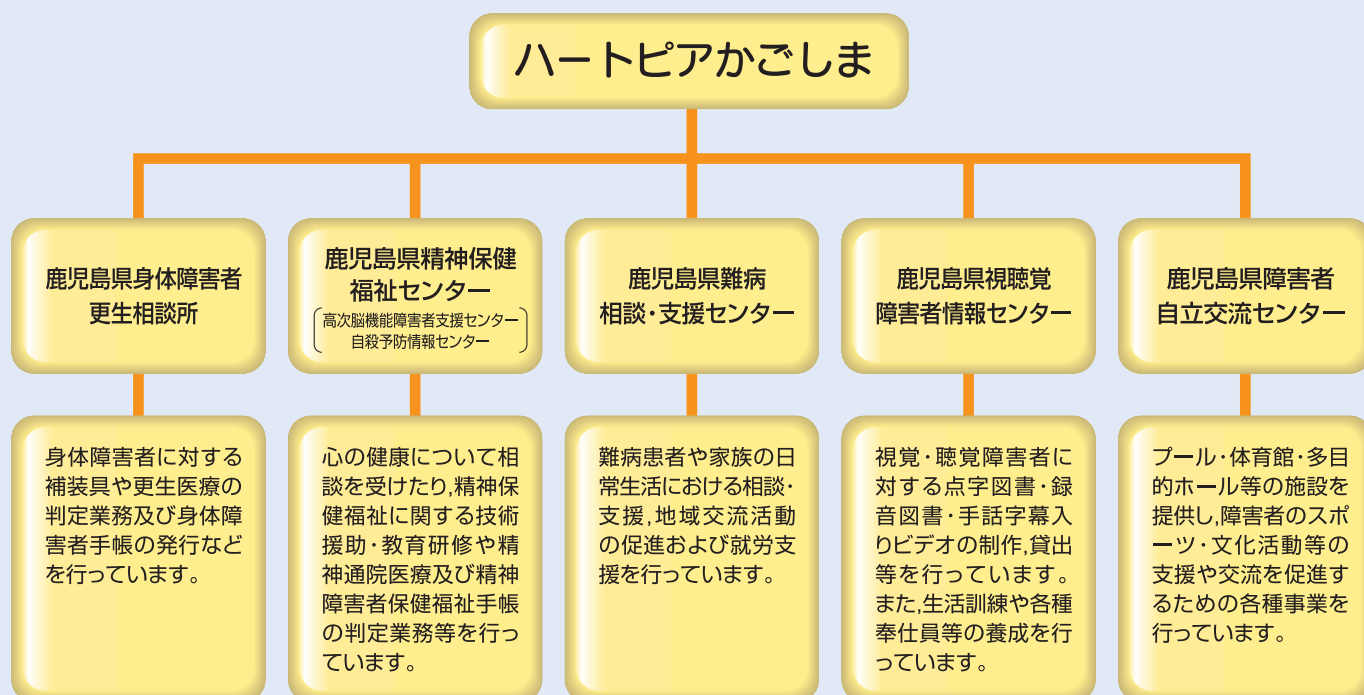 ハートピアかごしま
鹿児島県身体障害者
更生相談所
鹿児島県精神保健
福祉センター
高次脳機能障害者支援センター
自殺予防情報センター
鹿児島県難病
相談・支援センター
鹿児島県視聴覚
障害者情報センター
鹿児島県障害者
自立交流センター
身体障害者に対する
補装具や更生医療の
判定業務及び身体障
害者手帳の発行など
を行っています。
心の健康について相
談を受けたり,精神保
健福祉に関する技術
援助・教育研修や精
神通院医療及び精神
障害者保健福祉手帳
の判定業務等を行っ
ています。
難病患者や家族の日
常生活における相談・
支援,地域交流活動
の促進および就労支
援を行っています。
視覚・聴覚障害者に
対する点字図書・録
音図書・手話字幕入
りビデオの制作,貸出
等を行っています。
また,生活訓練や各種
奉仕員等の養成を行
っています。
プール・体育館・多目
的ホール等の施設を
提供し,障害者のスポ
ーツ・文化活動等の
支援や交流を促進す
るための各種事業を
行っています。